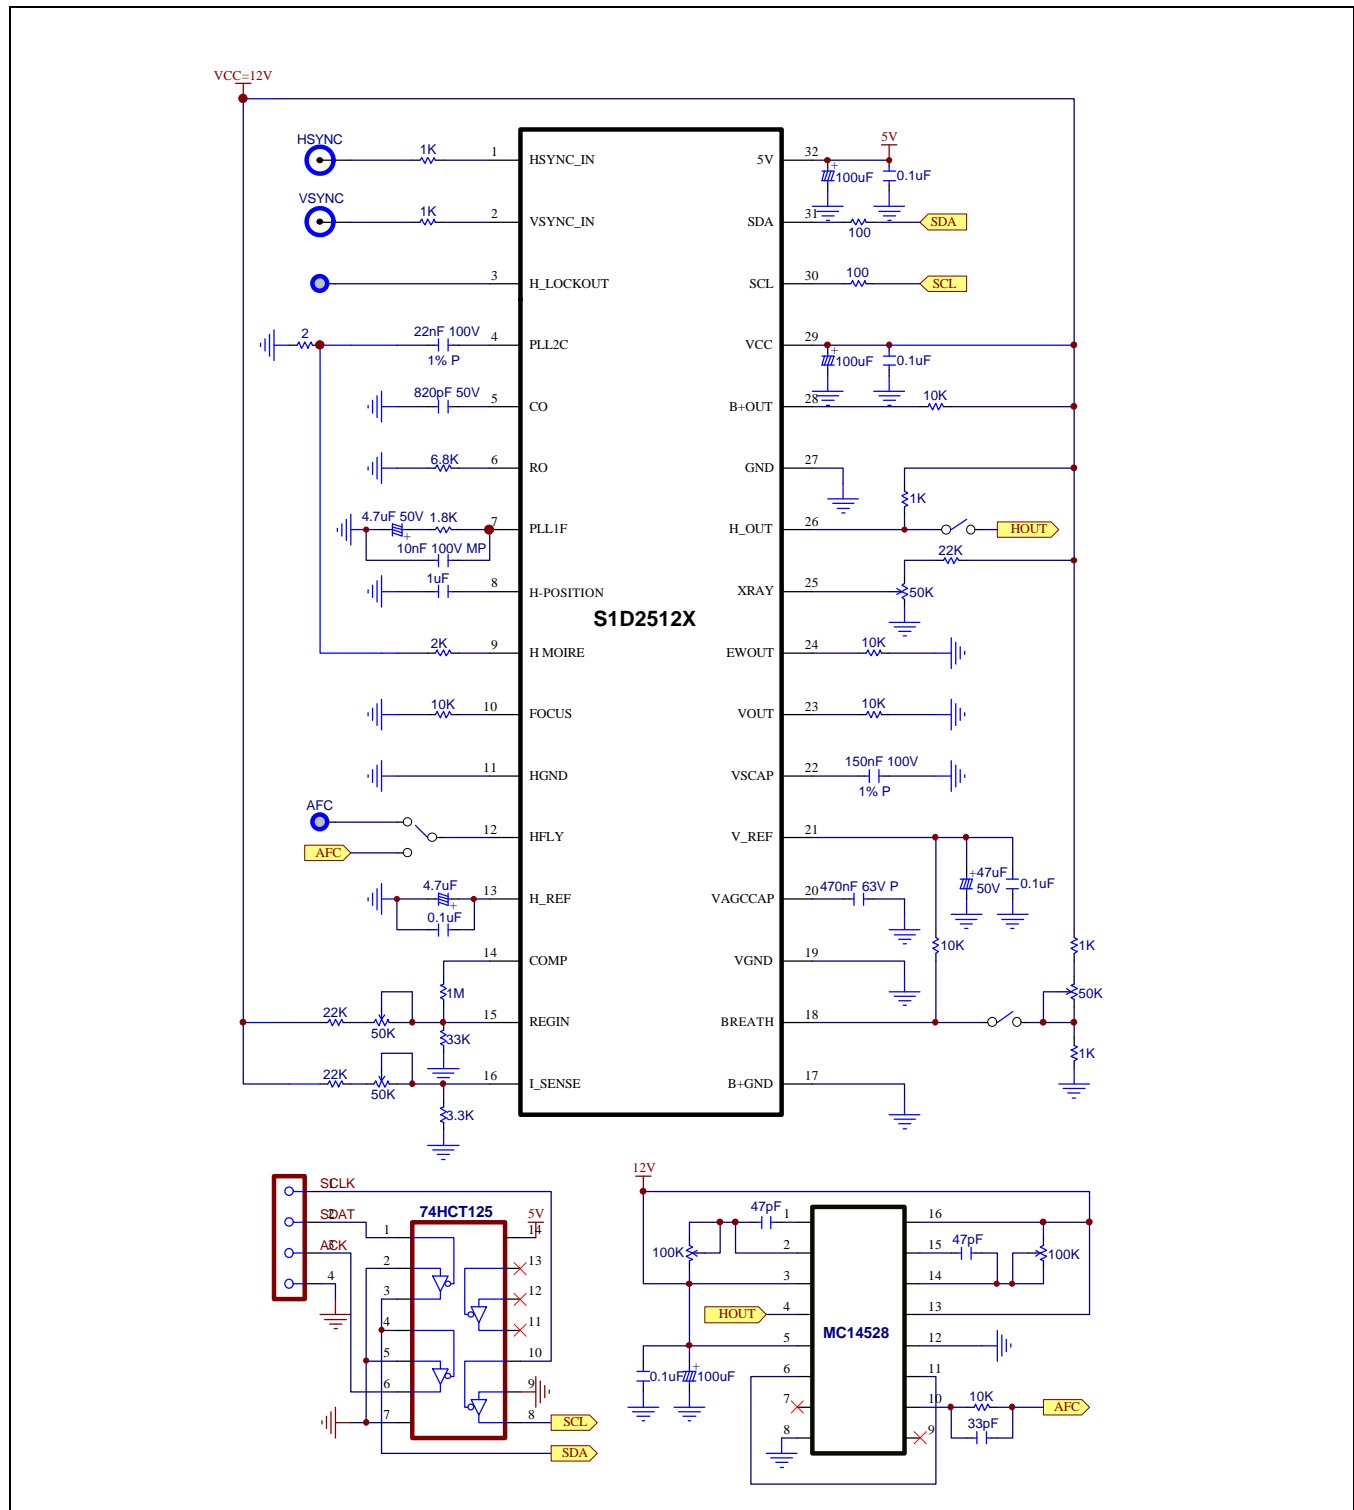 VCC=12V
HSYNC
1K
1
HSYNC_IN
VSYNC
1K
2
VSYNC_IN
3
H_LOCKOUT
2
22nF 100V
1% P
4
PLL2C
820pF 50V
5
CO
6.8K
6
RO
4.7uF 50V
+
1.8K
7
PLL1F
10nF 100V MP
1uF
8
H-POSITION
2K
9
H MOIRE
10K
10
FOCUS
11
HGND
AFC
AFC
12
HFLY
4.7uF
+
0.1uF
13
H_REF
14
COMP
1M
22K
50K
15
REGIN
33K
22K
50K
16
I_SENSE
3.3K
S1D2512X
5V
32
5V
+
100uF
0.1uF
SDA
31
100
SDA
SCL
30
100
SCL
VCC
29
+
100uF
0.1uF
B+OUT
28
10K
GND
27
1K
H_OUT
26
HOUT
22K
XRAY
25
50K
EWOUT
24
10K
VOUT
23
10K
VSCAP
22
150nF 100V
1% P
V_REF
21
+
47uF
50V
0.1uF
VAGCCAP
20
470nF 63V P
10K
1K
VGND
19
50K
BREATH
18
1K
B+GND
17
SCLK
1
SDAT
2
ACK
3
4
74HCT125
5V
1
2
3
4
5
6
7
14
13
12
11
10
9
8
SCL
SDA
12V
47pF
1
100K
2
3
HOUT
4
5
0.1uF
+
100uF
6
7
8
MC14528
16
47pF
15
100K
14
13
12
11
10
10K
AFC
33pF
9